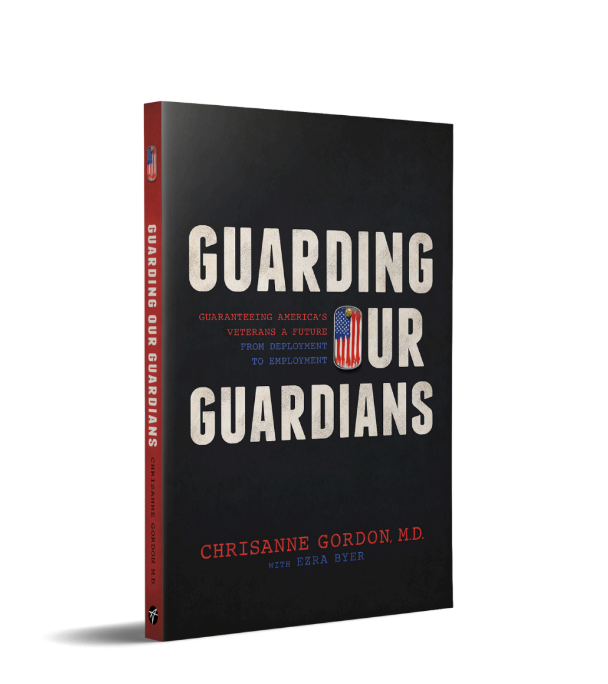 GUARDING OUR GUARDIANS
CHRISANNE GORDON, M.D.
GUARDING
GUARANTEEING AMERICA'S
VETERANS A FUTURE
FROM DEPLOYMENT
TO EMPLOYMENT
OUR
GUARDIANS
CHRISANNE GORDON, M.D.
WITH EZRA BYER